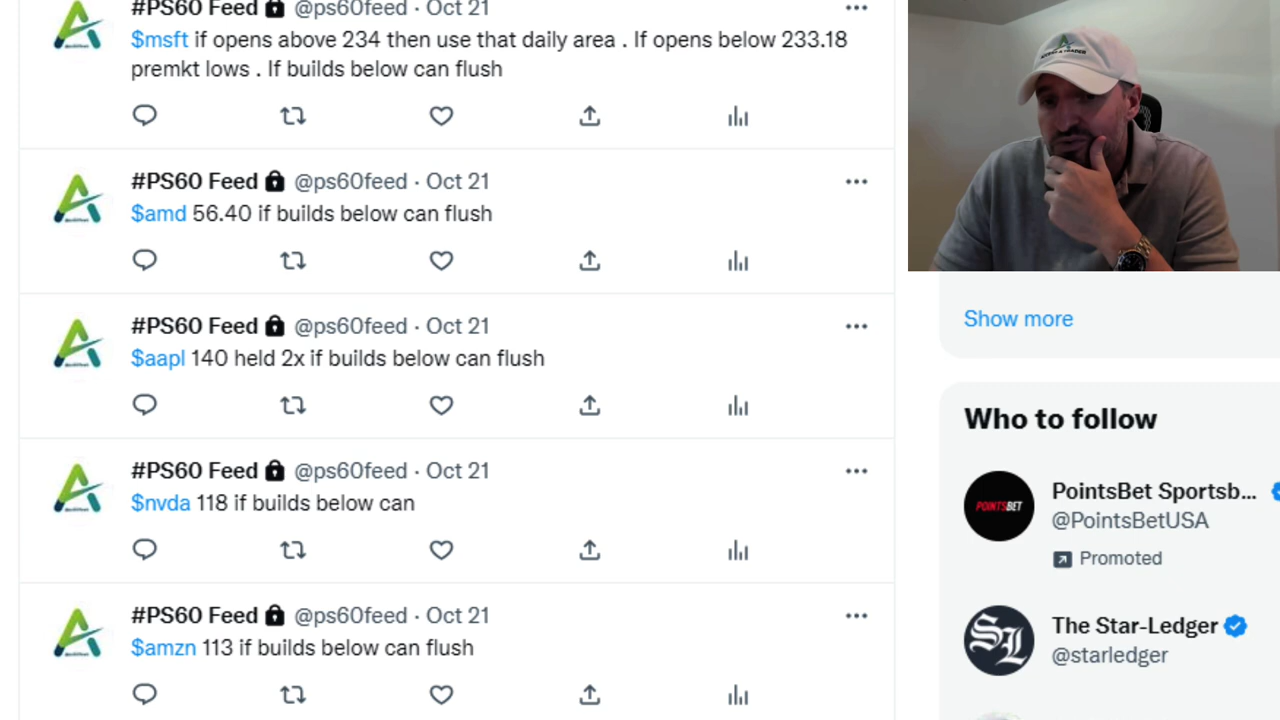 #PS60 Feed @ps60feed · Oct 21
$msft if opens above 234 then use that daily area . If opens below 233.18
premkt lows . If builds below can flush
#PS60 Feed @ps60feed · Oct 21
$amd 56.40 if builds below can flush
#PS60 Feed @ps60feed · Oct 21
$aapl 140 held 2x if builds below can flush
#PS60 Feed @ps60feed · Oct 21
$nvda 118 if builds below can
#PS60 Feed @ps60feed · Oct 21
$amzn 113 if builds below can flush
Show more
Who to follow
POINTSBET
PointsBet Sportsb...
@PointsBetUSA
Promoted
SL
The Star-Ledger
@starledger